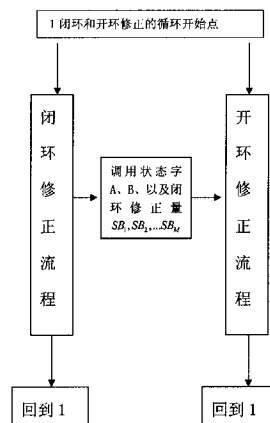 1 闭环和开环修正的循环开始点
闭
环
修
正
流
程
调用状态字
A、B、以及闭
环修正量
SB₁,SB₂,...SB_M
开
环
修
正
流
程
回到 1
回到 1